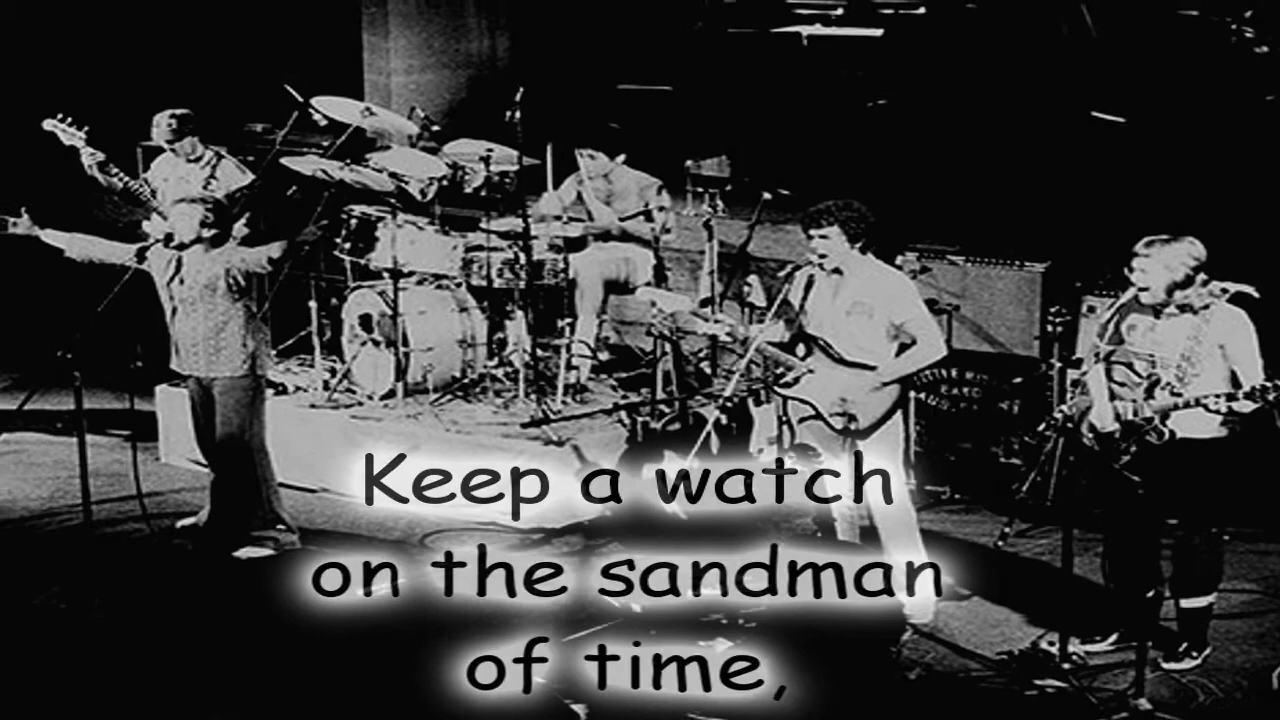 Keep a watch
on the sandman
of time,